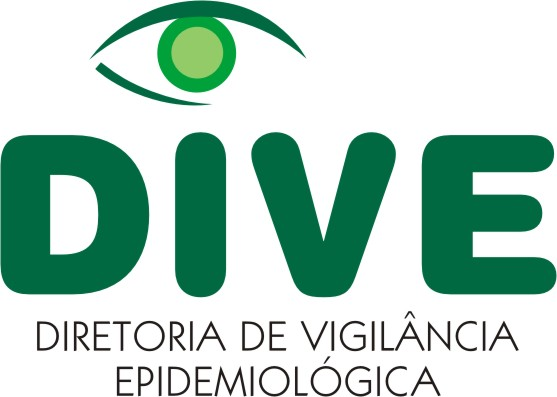 DIVE
DIRETORIA DE VIGILÂNCIA
EPIDEMIOLÓGICA